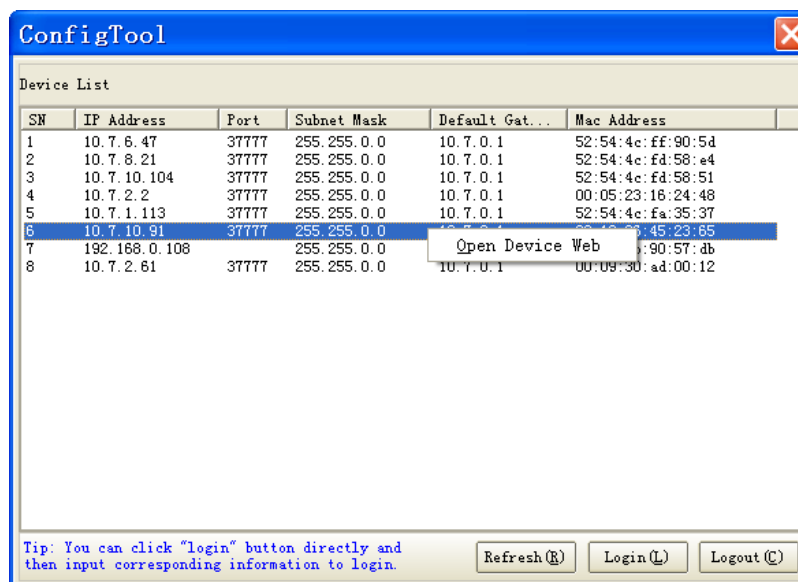 ConfigTool
Device List
SN IP Address Port Subnet Mask Default Gat... Mac Address
1 10.7.6.47 37777 255.255.0.0 10.7.0.1 52:54:4c:ff:90:5d
2 10.7.8.21 37777 255.255.0.0 10.7.0.1 52:54:4c:fd:58:e4
3 10.7.10.104 37777 255.255.0.0 10.7.0.1 52:54:4c:fd:58:51
4 10.7.2.2 37777 255.255.0.0 10.7.0.1 00:05:23:16:24:48
5 10.7.1.113 37777 255.255.0.0 10.7.0.1 52:54:4c:fa:35:37
6 10.7.10.91 37777 255.255.0.0 :45:23:65
Open Device Web
7 192.168.0.108 255.255.0.0 :90:57:db
8 10.7.2.61 37777 255.255.0.0 10.7.0.1 00:09:30:ad:00:12
Tip: You can click "login" button directly and
then input corresponding information to login.
Refresh(R) Login(L) Logout(C)